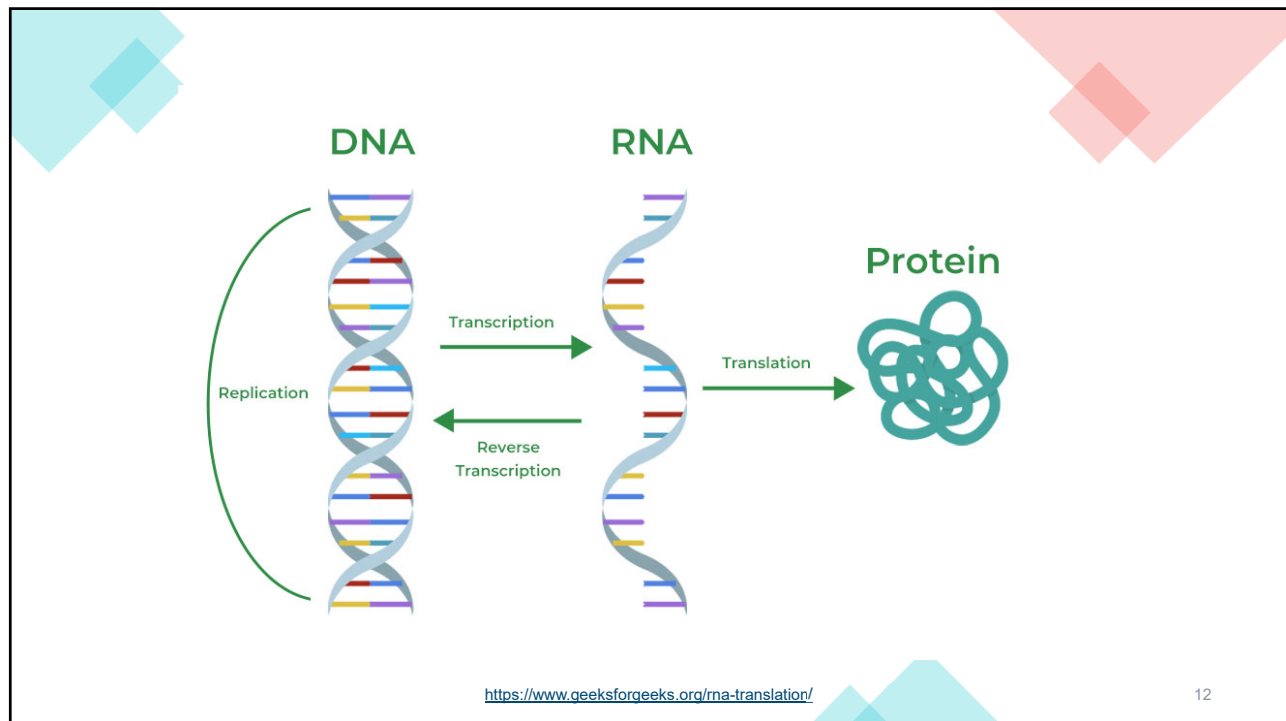 DNA
RNA
Protein
Transcription
Translation
Replication
Reverse
Transcription
https://www.geeksforgeeks.org/rna-translation/
12